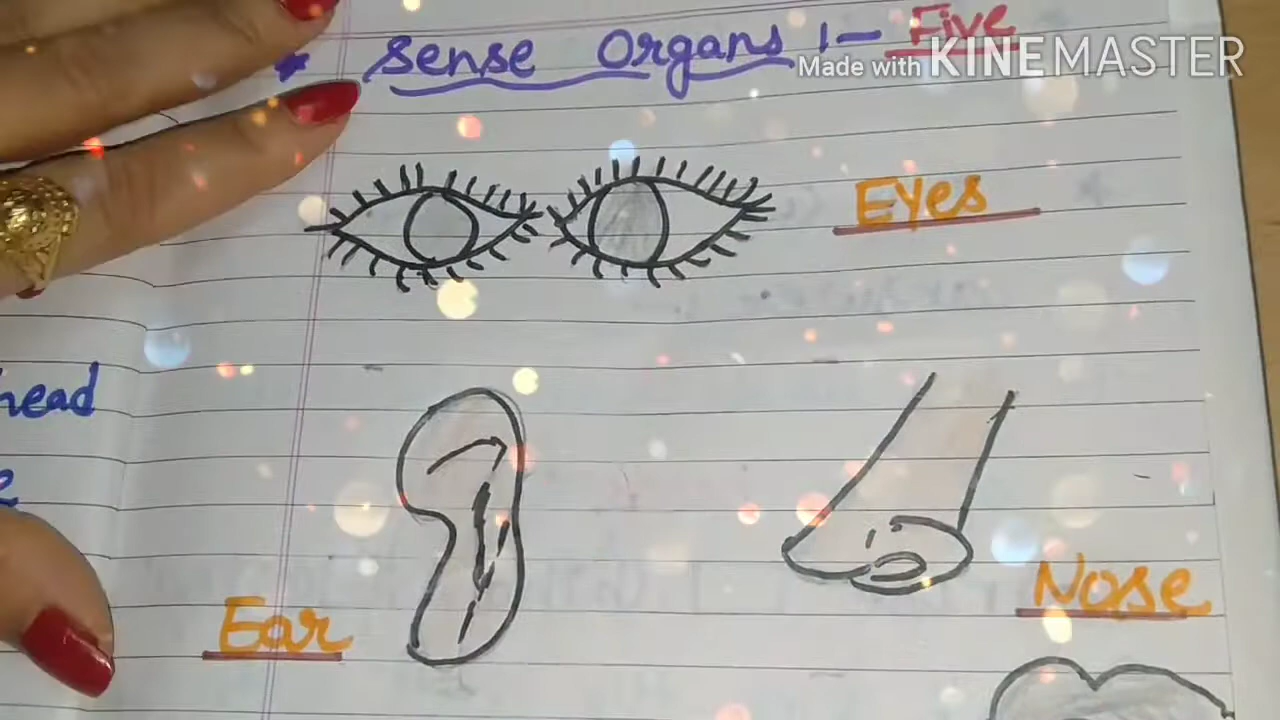 * Sense Organs :- Five
Made with KINEMASTER
Eyes
head
Nose
Ear